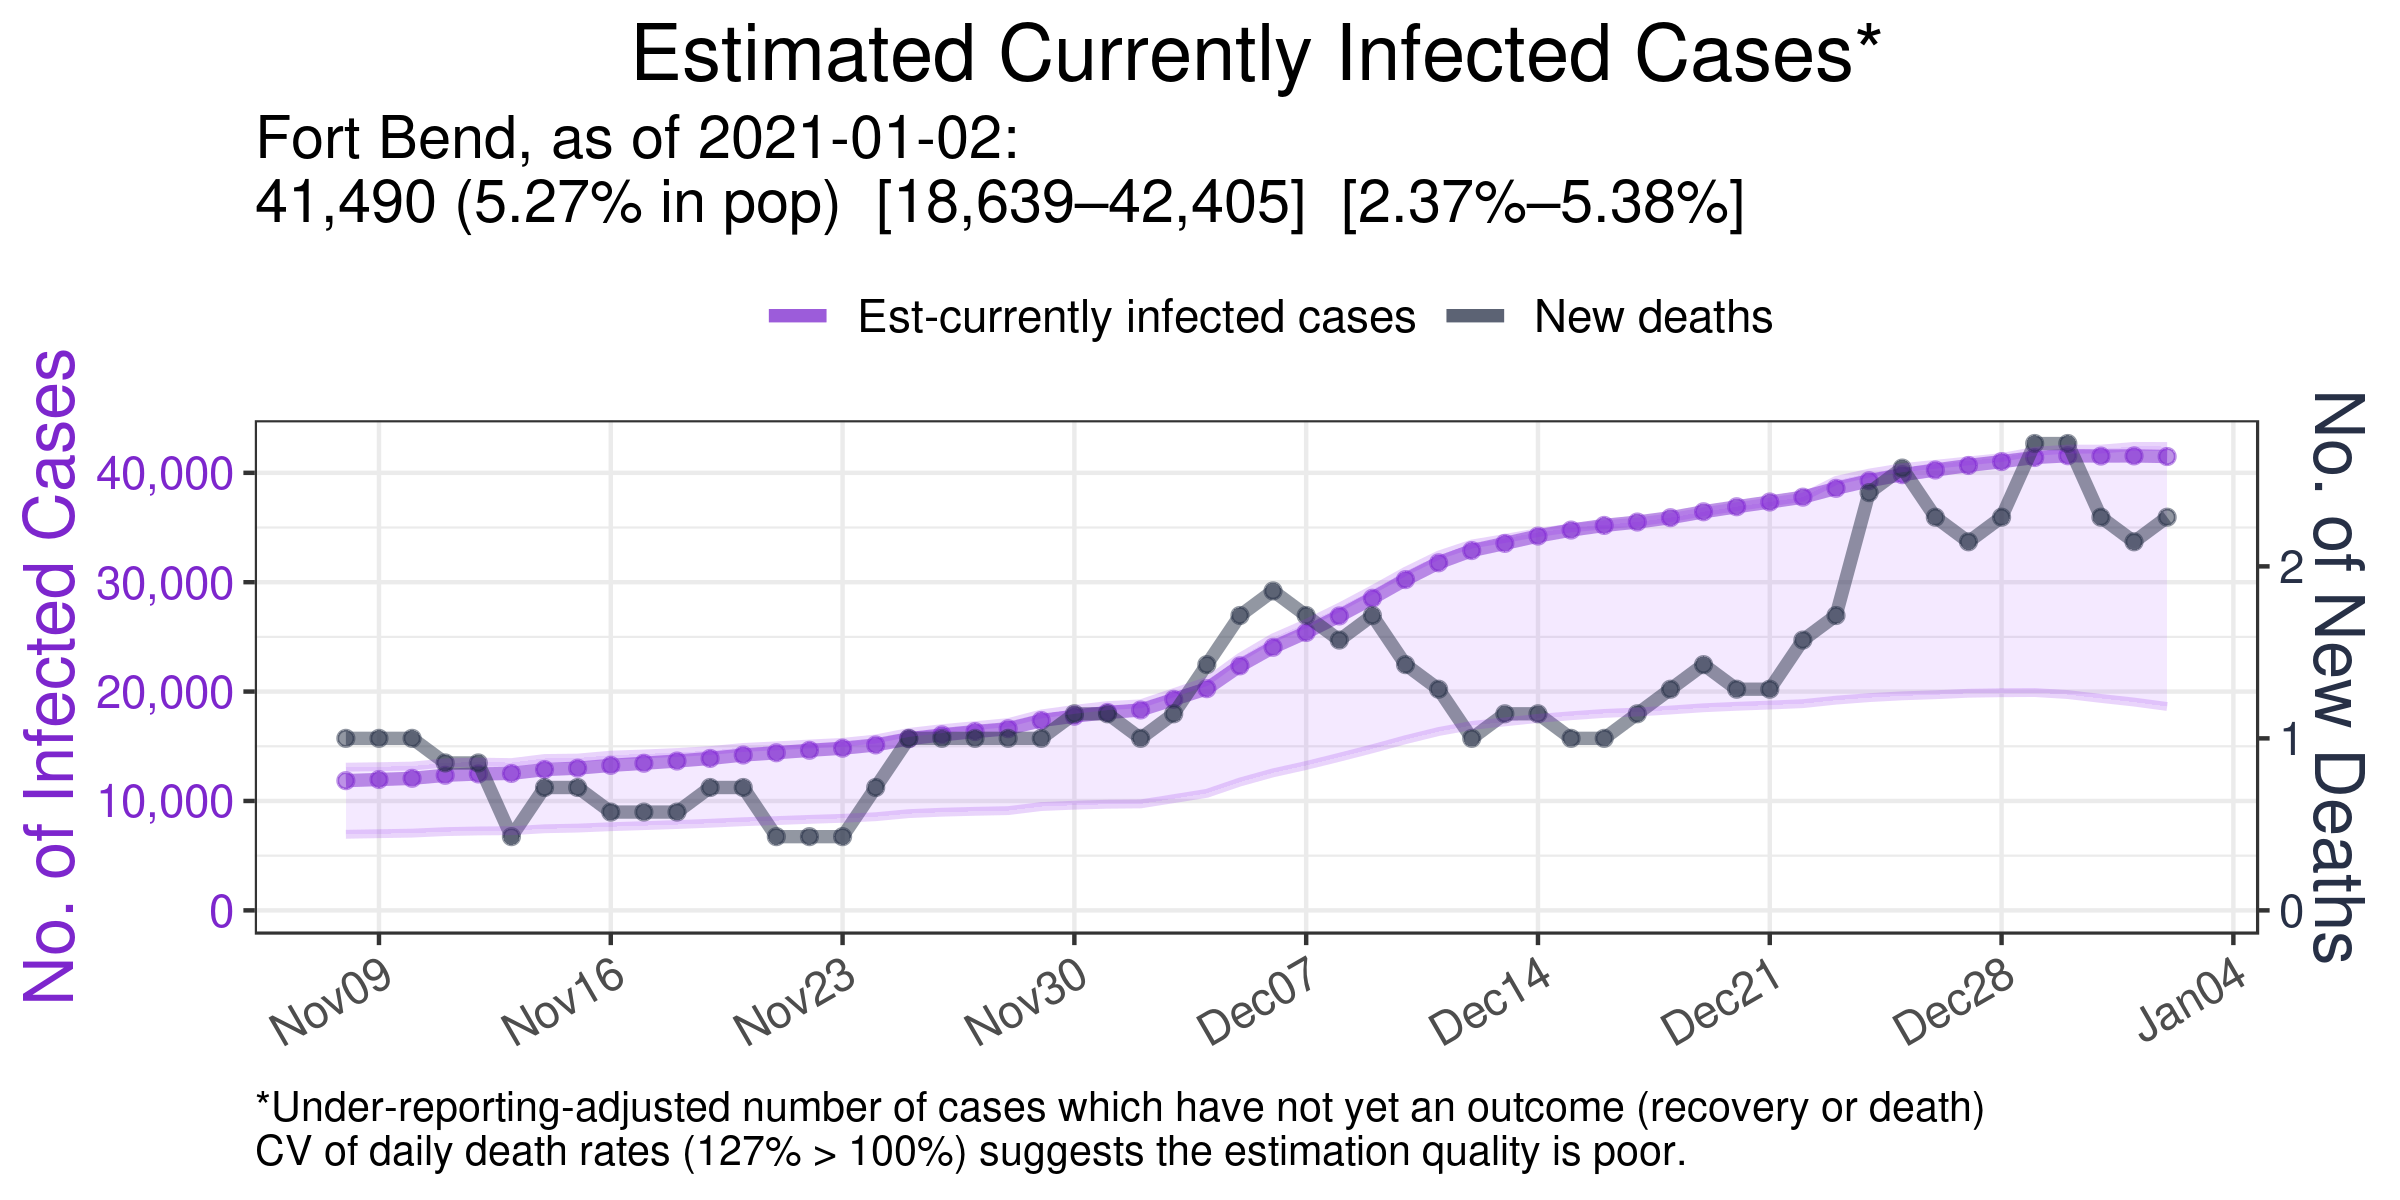 Estimated Currently Infected Cases*
Fort Bend, as of 2021-01-02:
41,490 (5.27% in pop) [18,639–42,405] [2.37%–5.38%]
Est-currently infected cases
New deaths
No. of Infected Cases
40,000
30,000
20,000
10,000
0
No. of New Deaths
2
1
0
Nov09
Nov16
Nov23
Nov30
Dec07
Dec14
Dec21
Dec28
Jan04
*Under-reporting-adjusted number of cases which have not yet an outcome (recovery or death)
CV of daily death rates (127% > 100%) suggests the estimation quality is poor.